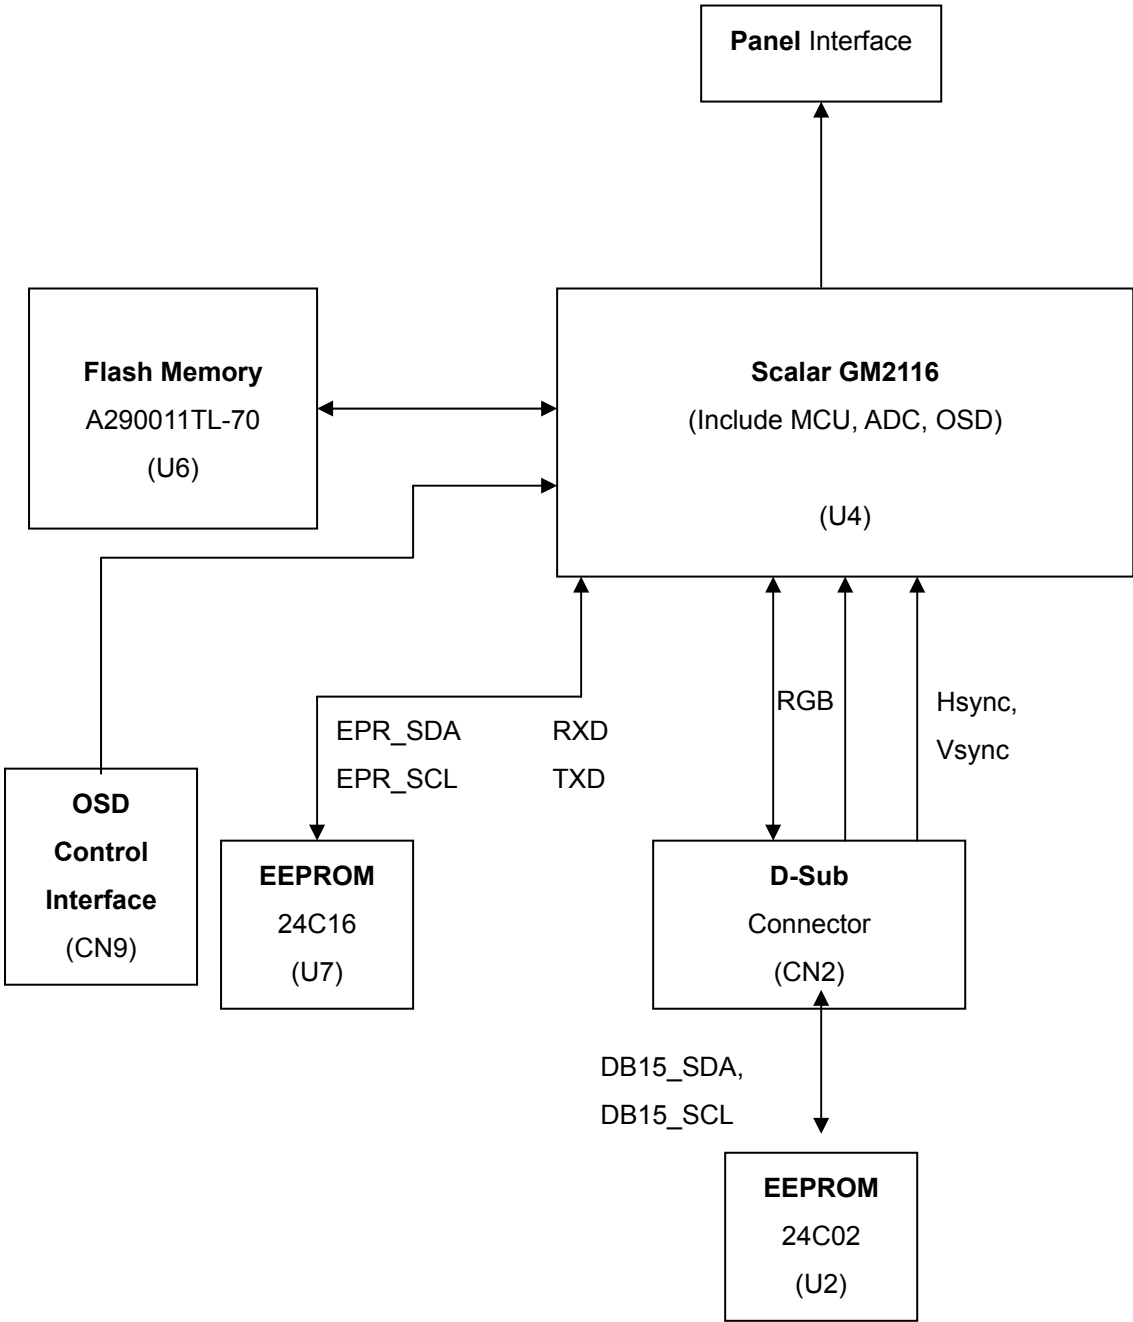 Panel Interface
Flash Memory
A290011TL-70
(U6)
Scalar GM2116
(Include MCU, ADC, OSD)
(U4)
EPR_SDA
EPR_SCL
RXD
TXD
RGB
Hsync,
Vsync
OSD
Control
Interface
(CN9)
EEPROM
24C16
(U7)
D-Sub
Connector
(CN2)
DB15_SDA,
DB15_SCL
EEPROM
24C02
(U2)